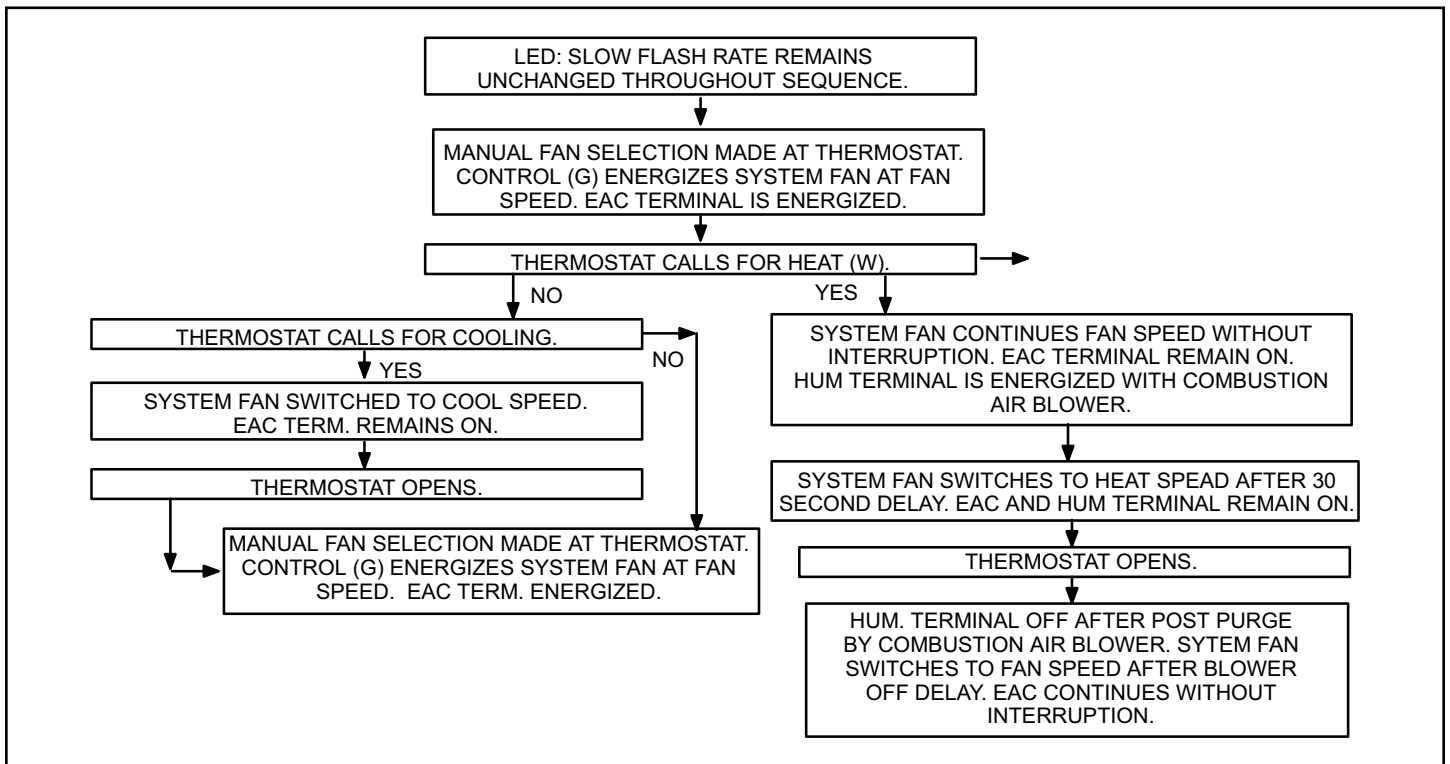 LED: SLOW FLASH RATE REMAINS
UNCHANGED THROUGHOUT SEQUENCE.
MANUAL FAN SELECTION MADE AT THERMOSTAT.
CONTROL (G) ENERGIZES SYSTEM FAN AT FAN
SPEED. EAC TERMINAL IS ENERGIZED.
THERMOSTAT CALLS FOR HEAT (W).
NO
YES
THERMOSTAT CALLS FOR COOLING.
NO
YES
SYSTEM FAN SWITCHED TO COOL SPEED.
EAC TERM. REMAINS ON.
THERMOSTAT OPENS.
MANUAL FAN SELECTION MADE AT THERMOSTAT.
CONTROL (G) ENERGIZES SYSTEM FAN AT FAN
SPEED. EAC TERM. ENERGIZED.
SYSTEM FAN CONTINUES FAN SPEED WITHOUT
INTERRUPTION. EAC TERMINAL REMAIN ON.
HUM TERMINAL IS ENERGIZED WITH COMBUSTION
AIR BLOWER.
SYSTEM FAN SWITCHES TO HEAT SPEAD AFTER 30
SECOND DELAY. EAC AND HUM TERMINAL REMAIN ON.
THERMOSTAT OPENS.
HUM. TERMINAL OFF AFTER POST PURGE
BY COMBUSTION AIR BLOWER. SYTEM FAN
SWITCHES TO FAN SPEED AFTER BLOWER
OFF DELAY. EAC CONTINUES WITHOUT
INTERRUPTION.